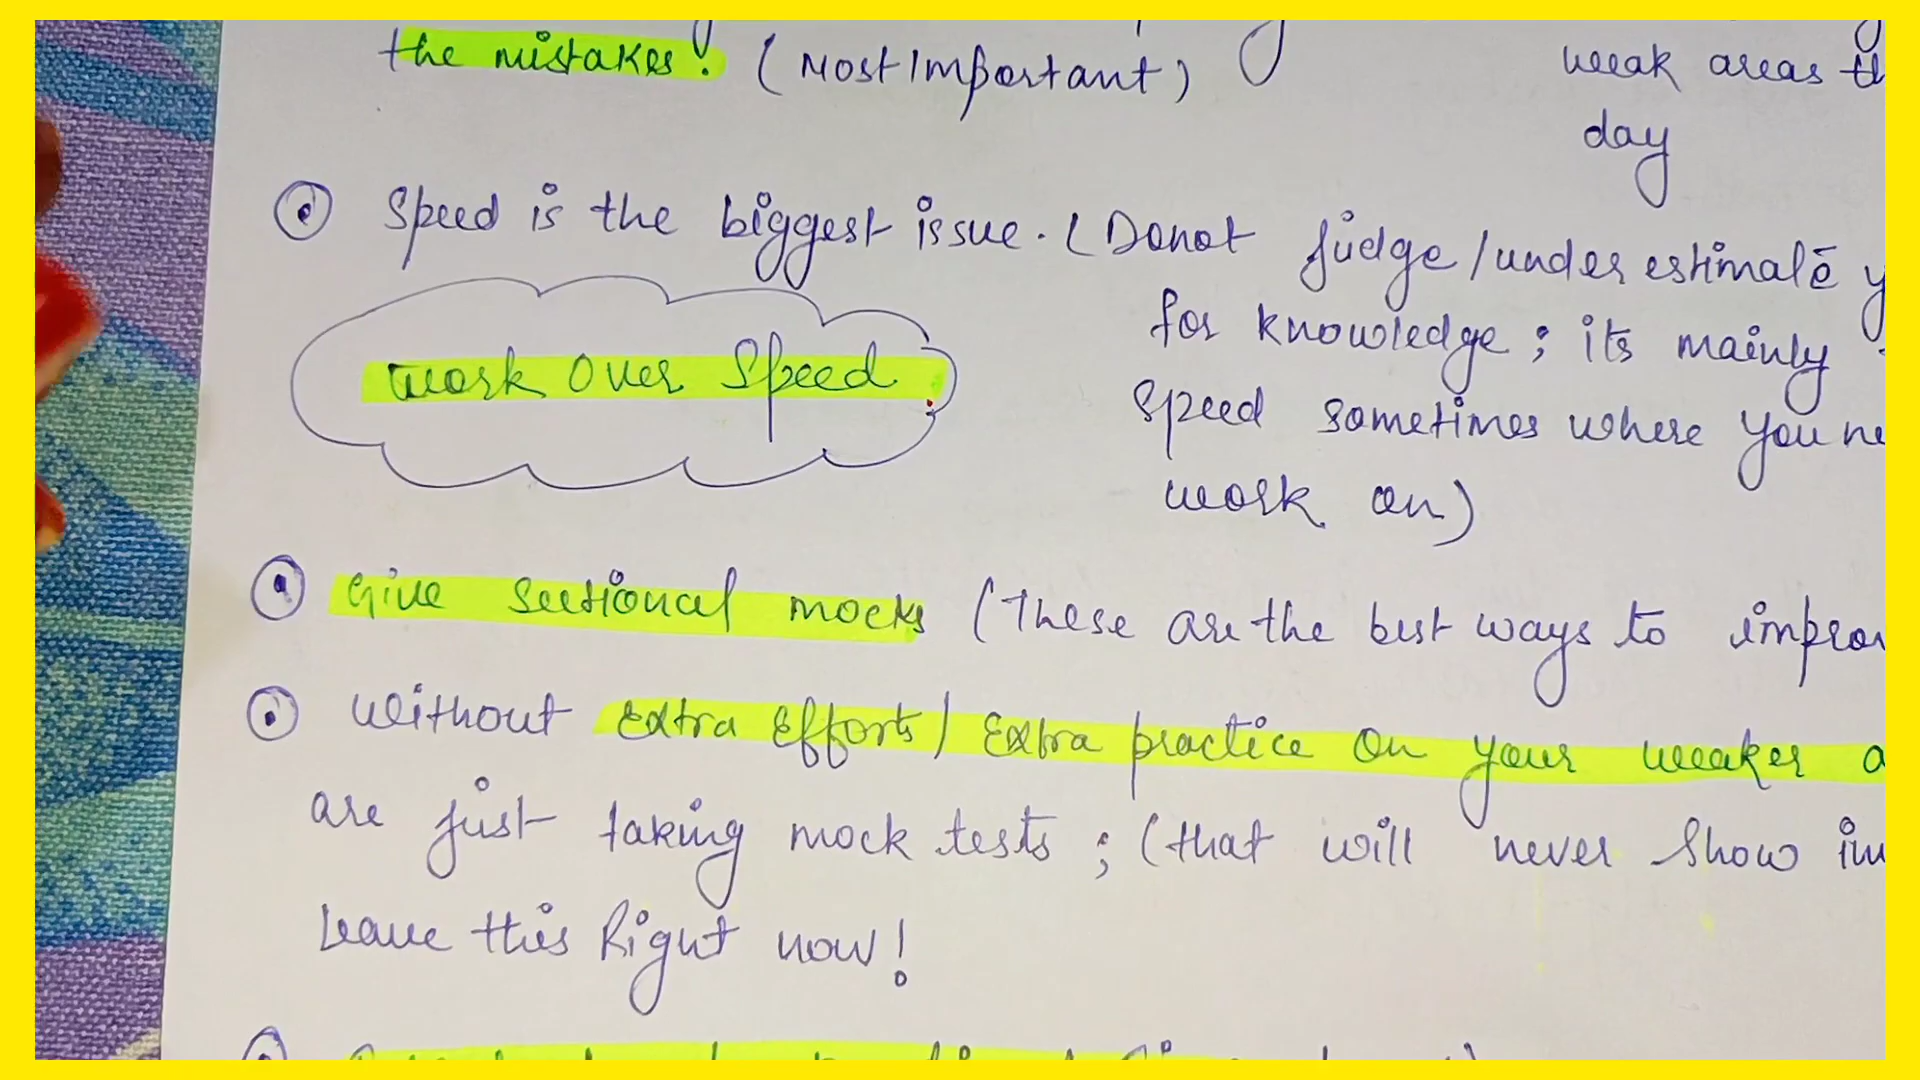 the mistakes! (Most Important)
weak areas
day
Speed is the biggest issue. (Donot judge/underestimate
for knowledge; its mainly
Work Over Speed
speed sometimes where you
work on)
Give Sectional mocks (These are the best ways to
Without Extra Efforts/ Extra practice on your weaker
are just taking mock tests; (that will never show
Leave this Right now!